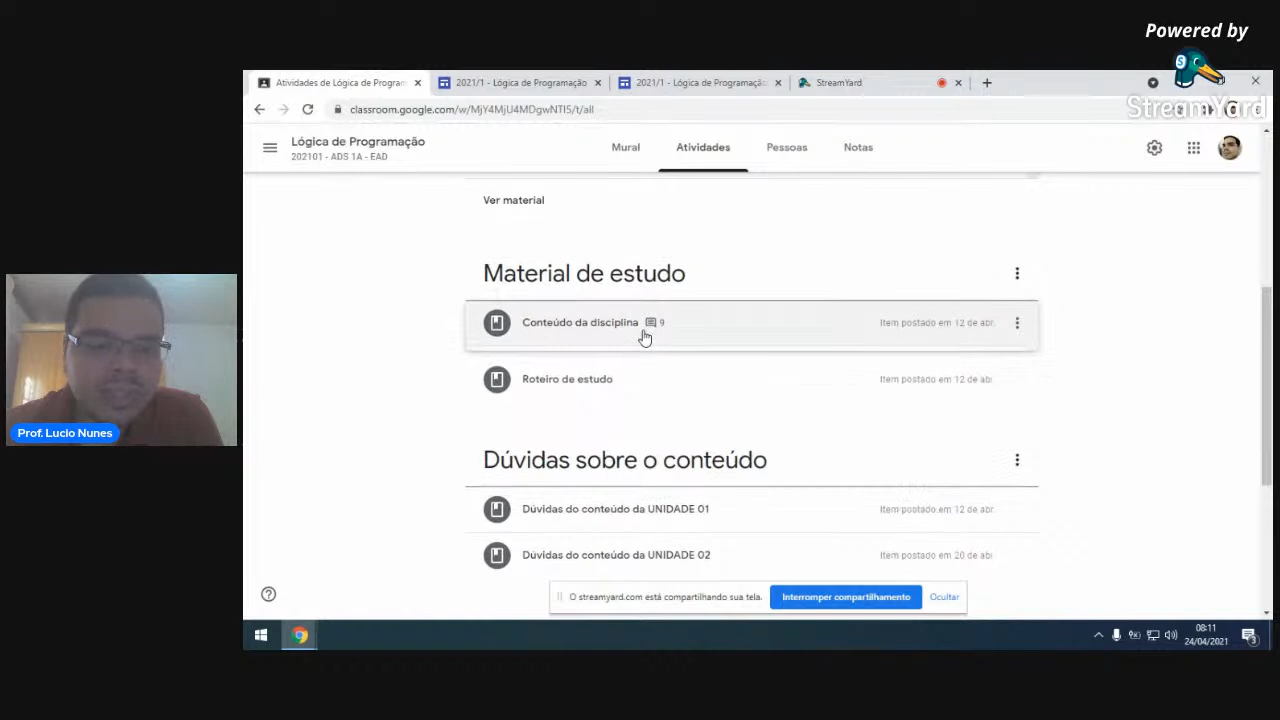 Powered by
StreamYard
Atividades de Lógica de Program
2021/1 - Lógica de Programação
2021/1 - Lógica de Programação
StreamYard
classroom.google.com/w/MjY4MjU4MDgwNTI5/t/all
Lógica de Programação
202101 - ADS 1A - EAD
Mural
Atividades
Pessoas
Notas
Ver material
Material de estudo
Conteúdo da disciplina 9
Item postado em 12 de abr.
Roteiro de estudo
Item postado em 12 de abr.
Dúvidas sobre o conteúdo
Dúvidas do conteúdo da UNIDADE 01
Item postado em 12 de abr.
Dúvidas do conteúdo da UNIDADE 02
Item postado em 20 de abr.
O streamyard.com está compartilhando sua tela.
Interromper compartilhamento
Ocultar
Prof. Lucio Nunes
08:11
24/04/2021
3